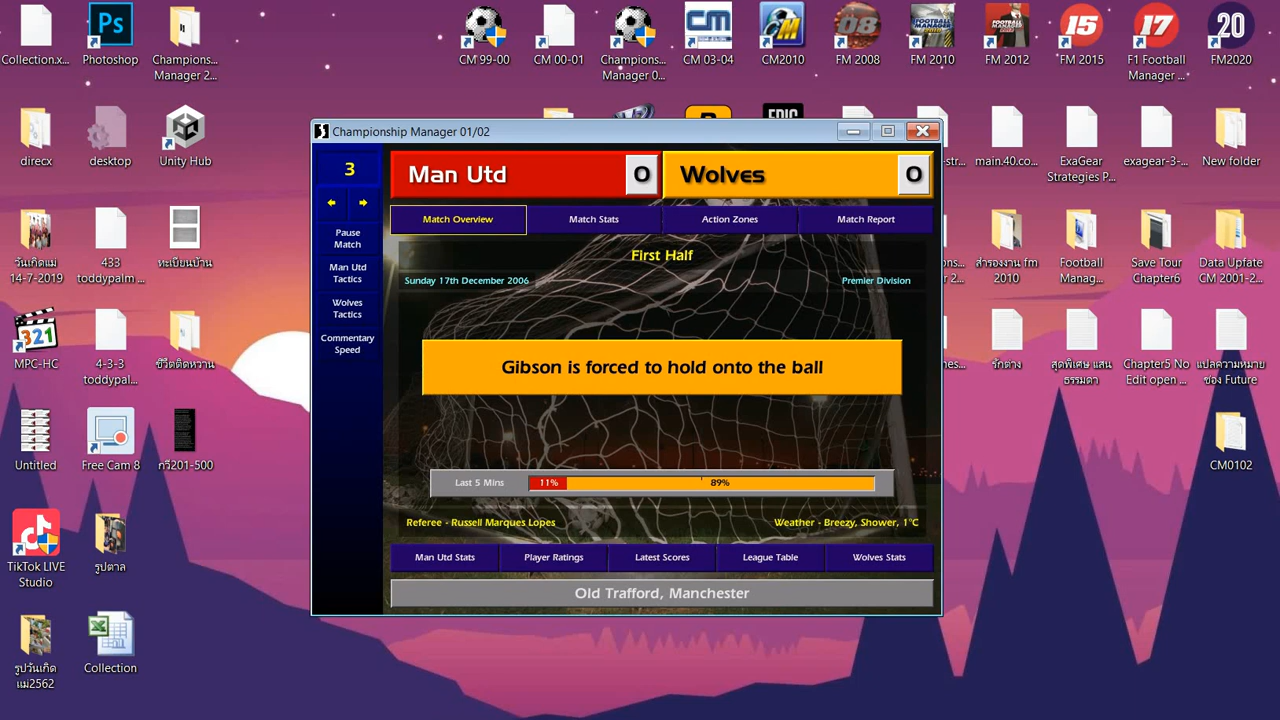 Collection.x...
Photoshop
Champions...
Manager 2...
CM 99-00
CM 00-01
Champions...
Manager 0...
CM
CM 03-04
CM2010
08
FM 2008
FM 2010
FM 2012
15
FM 2015
17
F1 Football
Manager ...
20
FM2020
direcx
desktop
Unity Hub
EPIC
main.40.co...
ExaGear
Strategies P...
exagear-3-...
New folder
วันเกิดแม่
14-7-2019
433
toddypalm ...
ทะเบียนบ้าน
สำรองงาน fm
2010
Football
Manag...
Save Tour
Chapter6
Data Upfate
CM 2001-2...
321
MPC-HC
4-3-3
toddypal...
ชีวิตติดหวาน
รักต่าง
สูดพิเศษ แสน
ธรรมดา
Chapter5 No
Edit open ...
แปลความหมาย
ของ Future
Untitled
Free Cam 8
กวี201-500
CM0102
TikTok LIVE
Studio
รูปตาล
รูปวันเกิด
แม่2562
Collection
Championship Manager 01/02
3
Man Utd
0
Wolves
0
Match Overview
Match Stats
Action Zones
Match Report
Pause
Match
Man Utd
Tactics
Wolves
Tactics
Commentary
Speed
First Half
Sunday 17th December 2006
Premier Division
Gibson is forced to hold onto the ball
Last 5 Mins
11%
89%
Referee - Russell Marques Lopes
Weather - Breezy, Shower, 1°C
Man Utd Stats
Player Ratings
Latest Scores
League Table
Wolves Stats
Old Trafford, Manchester